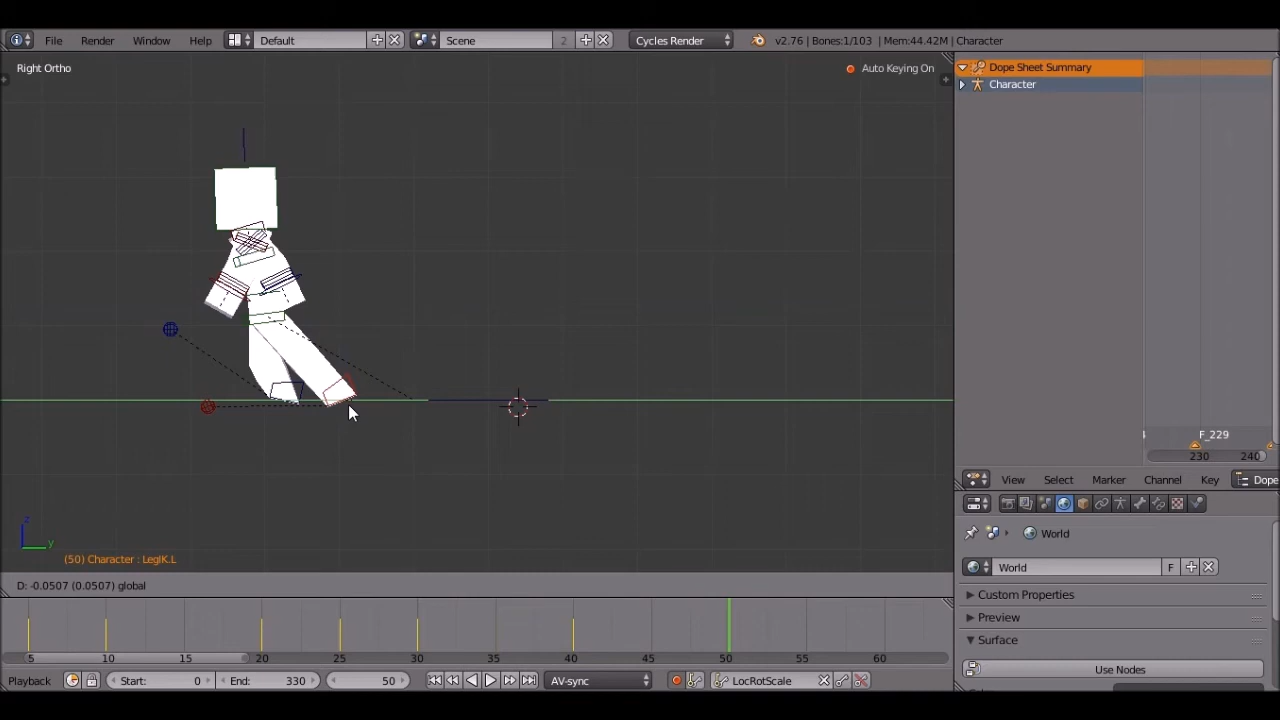 File Render Window Help Default Scene 2 Cycles Render v2.76 | Bones:1/103 | Mem:44.42M | Character
Right Ortho
Auto Keying On
Dope Sheet Summary
Character
F_229
230 240
View Select Marker Channel Key Dope
z
y
World
(50) Character : LegIK.L
World F
D: -0.0507 (0.0507) global
Custom Properties
Preview
Surface
5 10 15 20 25 30 35 40 45 50 55 60
Use Nodes
Playback Start: 0 End: 330 50 AV-sync LocRotScale